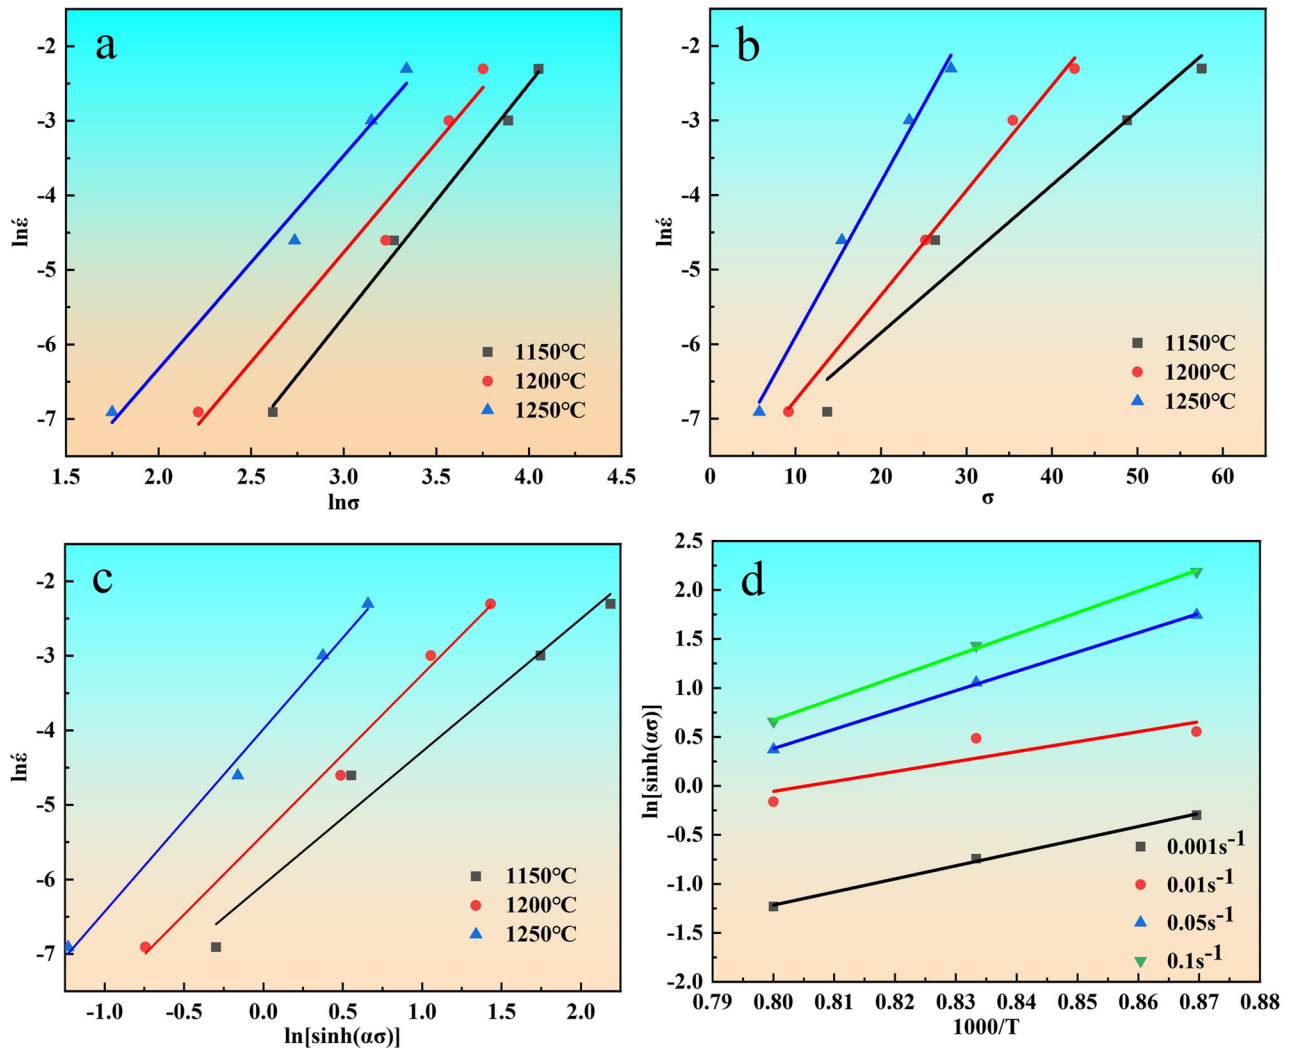 a
-2
-3
-4
-5
-6
-7
lnέ
1150°C
1200°C
1250°C
1.5 2.0 2.5 3.0 3.5 4.0 4.5
lnσ
b
-2
-3
-4
-5
-6
-7
lnέ
1150°C
1200°C
1250°C
0 10 20 30 40 50 60
σ
c
-2
-3
-4
-5
-6
-7
lnέ
1150°C
1200°C
1250°C
-1.0 -0.5 0.0 0.5 1.0 1.5 2.0
ln[sinh(ασ)]
d
2.5
2.0
1.5
1.0
0.5
0.0
-0.5
-1.0
-1.5
-2.0
ln[sinh(ασ)]
0.001s⁻¹
0.01s⁻¹
0.05s⁻¹
0.1s⁻¹
0.79 0.80 0.81 0.82 0.83 0.84 0.85 0.86 0.87 0.88
1000/T